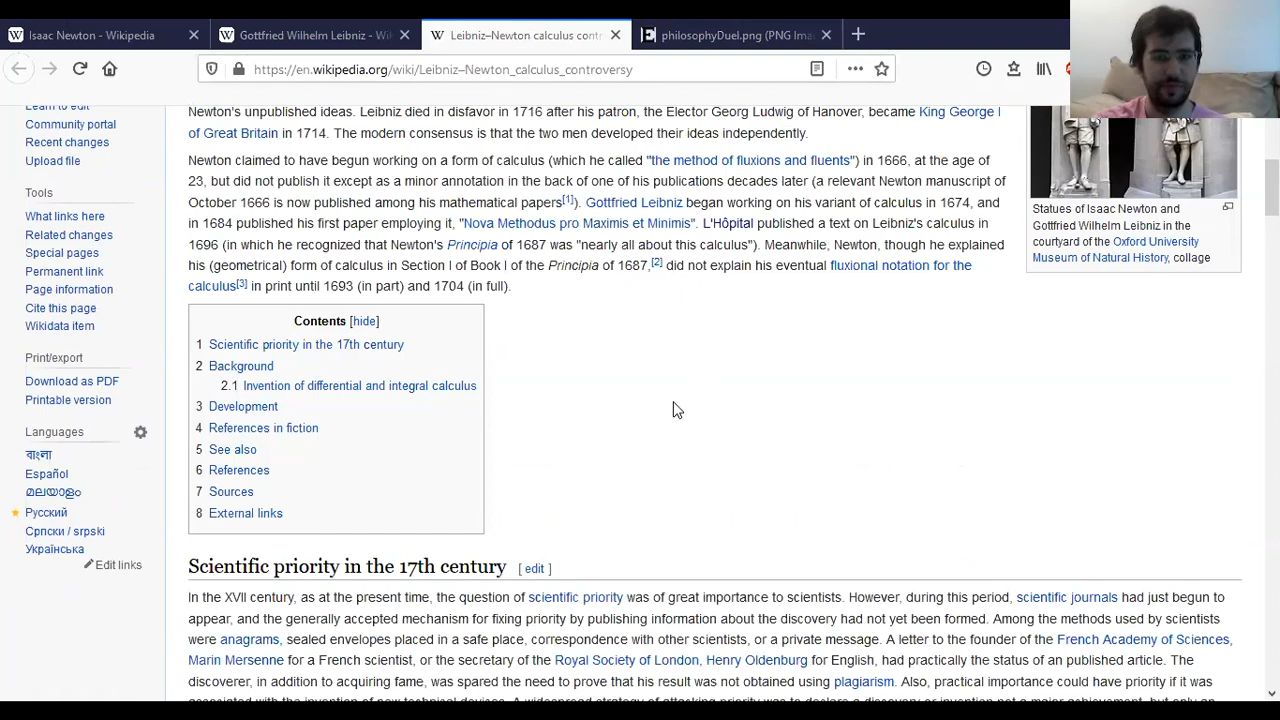 Isaac Newton - Wikipedia
Gottfried Wilhelm Leibniz - Wik
Leibniz–Newton calculus contr
philosophyDuel.png (PNG Imag
https://en.wikipedia.org/wiki/Leibniz–Newton_calculus_controversy
Learn to edit
Community portal
Recent changes
Upload file
Tools
What links here
Related changes
Special pages
Permanent link
Page information
Cite this page
Wikidata item
Print/export
Download as PDF
Printable version
Languages
বাংলা
Español
മലയാളം
Русский
Српски / srpski
Українська
Edit links
Newton's unpublished ideas. Leibniz died in disfavor in 1716 after his patron, the Elector Georg Ludwig of Hanover, became King George I
of Great Britain in 1714. The modern consensus is that the two men developed their ideas independently.
Newton claimed to have begun working on a form of calculus (which he called "the method of fluxions and fluents") in 1666, at the age of
23, but did not publish it except as a minor annotation in the back of one of his publications decades later (a relevant Newton manuscript of
October 1666 is now published among his mathematical papers[1]). Gottfried Leibniz began working on his variant of calculus in 1674, and
in 1684 published his first paper employing it, "Nova Methodus pro Maximis et Minimis". L'Hôpital published a text on Leibniz's calculus in
1696 (in which he recognized that Newton's Principia of 1687 was "nearly all about this calculus"). Meanwhile, Newton, though he explained
his (geometrical) form of calculus in Section I of Book I of the Principia of 1687,[2] did not explain his eventual fluxional notation for the
calculus[3] in print until 1693 (in part) and 1704 (in full).
Statues of Isaac Newton and
Gottfried Wilhelm Leibniz in the
courtyard of the Oxford University
Museum of Natural History, collage
Contents [hide]
1 Scientific priority in the 17th century
2 Background
2.1 Invention of differential and integral calculus
3 Development
4 References in fiction
5 See also
6 References
7 Sources
8 External links
Scientific priority in the 17th century [ edit ]
In the XVII century, as at the present time, the question of scientific priority was of great importance to scientists. However, during this period, scientific journals had just begun to
appear, and the generally accepted mechanism for fixing priority by publishing information about the discovery had not yet been formed. Among the methods used by scientists
were anagrams, sealed envelopes placed in a safe place, correspondence with other scientists, or a private message. A letter to the founder of the French Academy of Sciences,
Marin Mersenne for a French scientist, or the secretary of the Royal Society of London, Henry Oldenburg for English, had practically the status of an published article. The
discoverer, in addition to acquiring fame, was spared the need to prove that his result was not obtained using plagiarism. Also, practical importance could have priority if it was